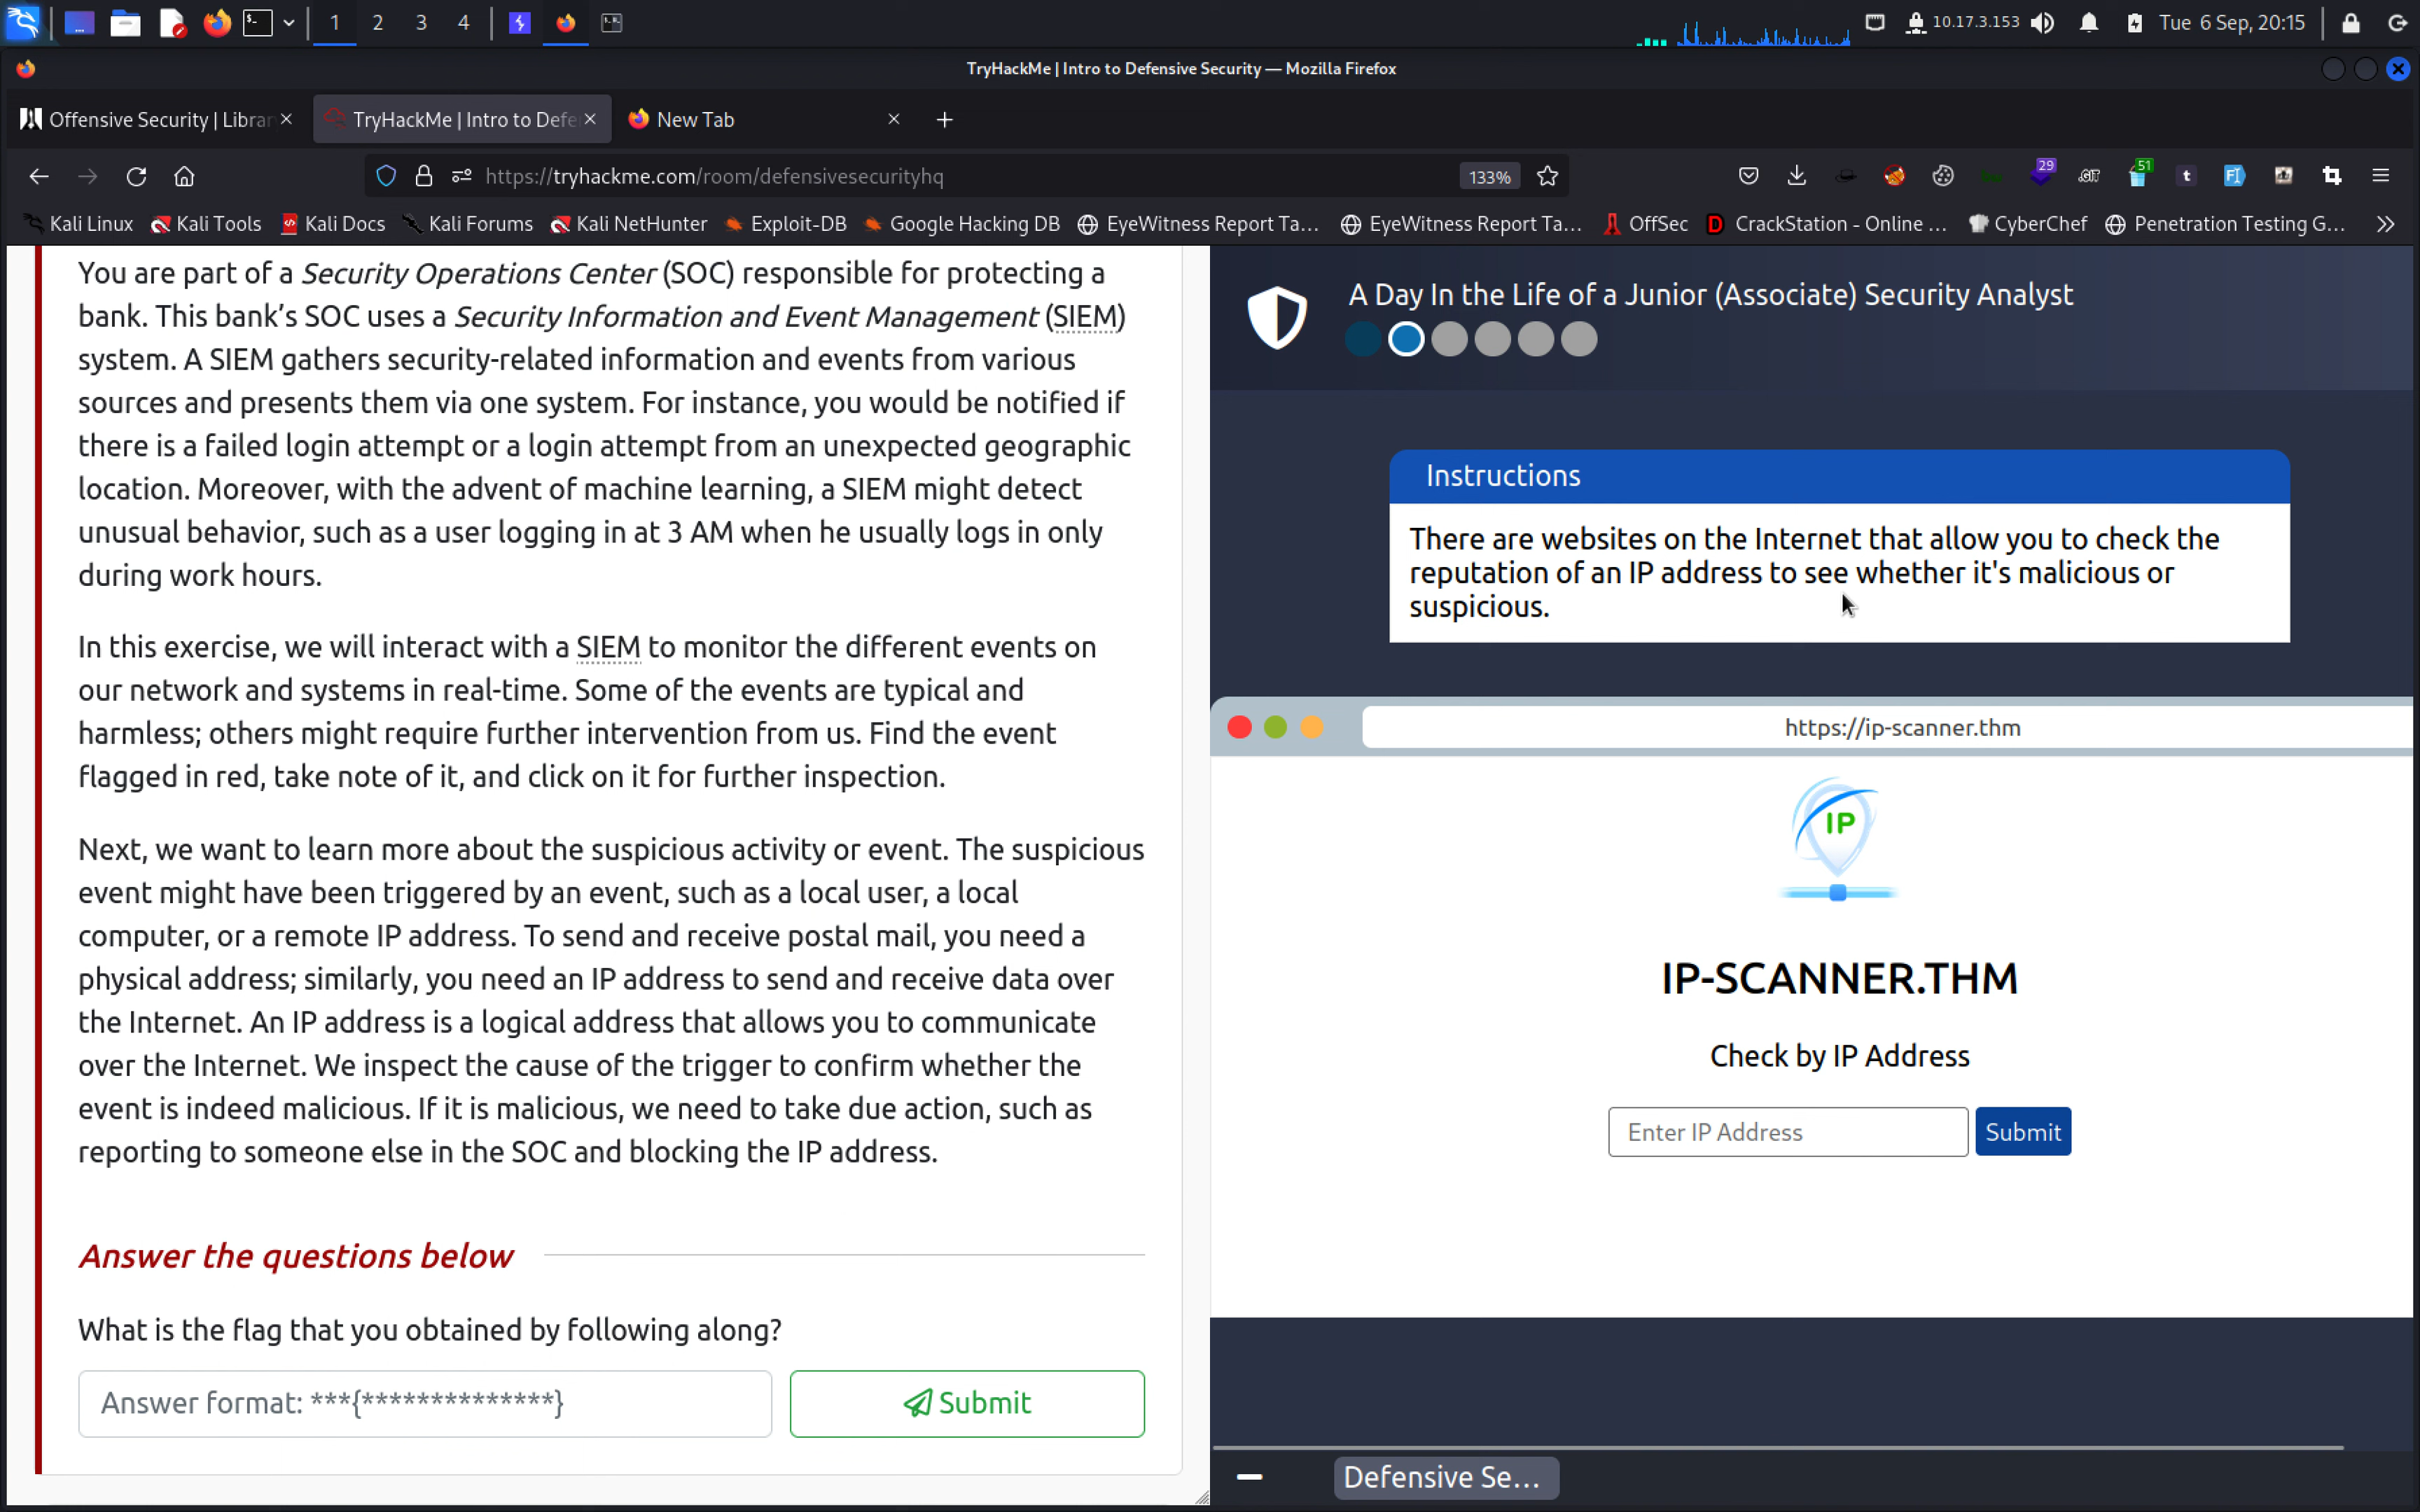 1 2 3 4 10.17.3.153 Tue 6 Sep, 20:15
TryHackMe | Intro to Defensive Security — Mozilla Firefox
Offensive Security | Librar TryHackMe | Intro to Defe New Tab
https://tryhackme.com/room/defensivesecurityhq 133% 29 .GIT 51 t
Kali Linux Kali Tools Kali Docs Kali Forums Kali NetHunter Exploit-DB Google Hacking DB EyeWitness Report Ta... EyeWitness Report Ta... OffSec CrackStation - Online ... CyberChef Penetration Testing G...
You are part of a Security Operations Center (SOC) responsible for protecting a
bank. This bank’s SOC uses a Security Information and Event Management (SIEM)
system. A SIEM gathers security-related information and events from various
sources and presents them via one system. For instance, you would be notified if
there is a failed login attempt or a login attempt from an unexpected geographic
location. Moreover, with the advent of machine learning, a SIEM might detect
unusual behavior, such as a user logging in at 3 AM when he usually logs in only
during work hours.
In this exercise, we will interact with a SIEM to monitor the different events on
our network and systems in real-time. Some of the events are typical and
harmless; others might require further intervention from us. Find the event
flagged in red, take note of it, and click on it for further inspection.
Next, we want to learn more about the suspicious activity or event. The suspicious
event might have been triggered by an event, such as a local user, a local
computer, or a remote IP address. To send and receive postal mail, you need a
physical address; similarly, you need an IP address to send and receive data over
the Internet. An IP address is a logical address that allows you to communicate
over the Internet. We inspect the cause of the trigger to confirm whether the
event is indeed malicious. If it is malicious, we need to take due action, such as
reporting to someone else in the SOC and blocking the IP address.
Answer the questions below
What is the flag that you obtained by following along?
Answer format: ***{**************}
Submit
A Day In the Life of a Junior (Associate) Security Analyst
Instructions
There are websites on the Internet that allow you to check the
reputation of an IP address to see whether it's malicious or
suspicious.
https://ip-scanner.thm
IP
IP-SCANNER.THM
Check by IP Address
Enter IP Address
Submit
Defensive Se...